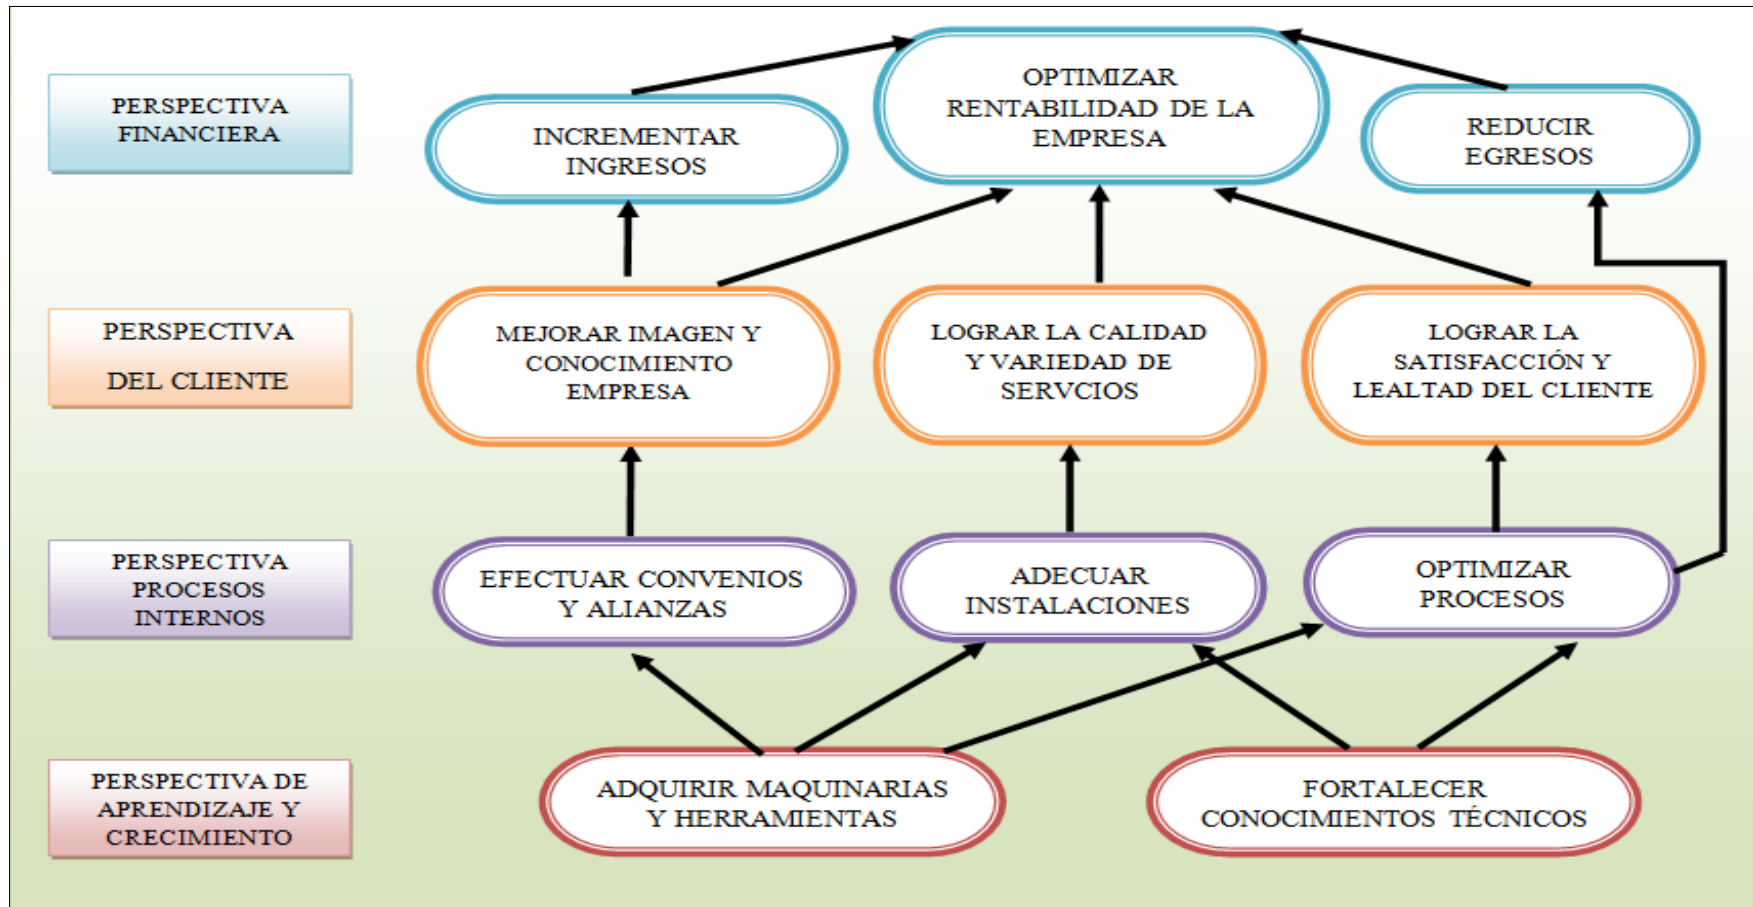 PERSPECTIVA
FINANCIERA
INCREMENTAR
INGRESOS
OPTIMIZAR
RENTABILIDAD DE LA
EMPRESA
REDUCIR
EGRESOS
PERSPECTIVA
DEL CLIENTE
MEJORAR IMAGEN Y
CONOCIMIENTO
EMPRESA
LOGRAR LA CALIDAD
Y VARIEDAD DE
SERVCIOS
LOGRAR LA
SATISFACCIÓN Y
LEALTAD DEL CLIENTE
PERSPECTIVA
PROCESOS
INTERNOS
EFECTUAR CONVENIOS
Y ALIANZAS
ADECUAR
INSTALACIONES
OPTIMIZAR
PROCESOS
PERSPECTIVA DE
APRENDIZAJE Y
CRECIMIENTO
ADQUIRIR MAQUINARIAS
Y HERRAMIENTAS
FORTALECER
CONOCIMIENTOS TÉCNICOS